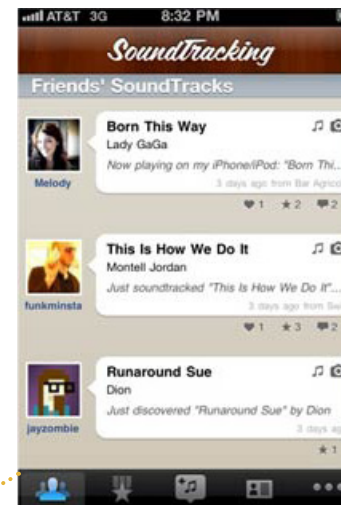 AT&T 3G 8:32 PM
SoundTracking
Friends' SoundTracks
Born This Way
Lady GaGa
Now playing on my iPhone/iPod: "Born Thi...
3 days ago from Bar Agrico
Melody
1 2 2
This Is How We Do It
Montell Jordan
Just soundtracked "This Is How We Do It"...
3 days ago from Sw
funkminsta
1 3 2
Runaround Sue
Dion
Just discovered "Runaround Sue" by Dion
3 days ag
jayzombie
1